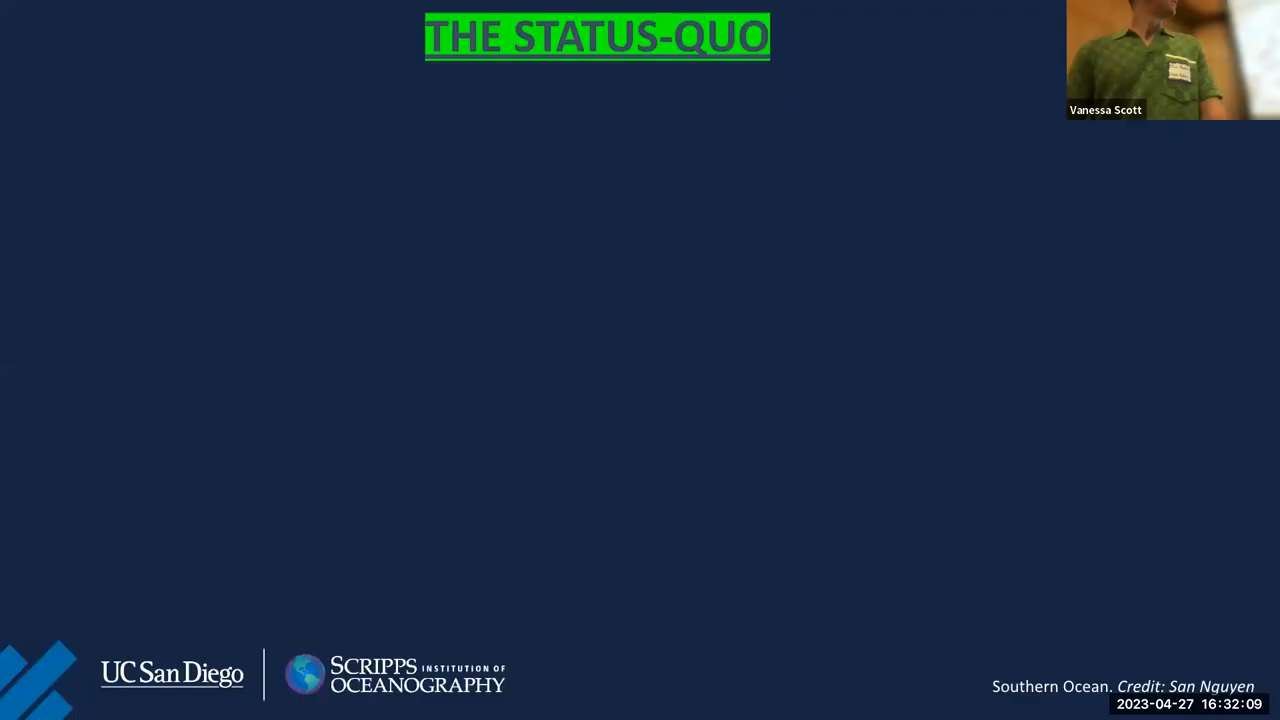 THE STATUS-QUO
Vanessa Scott
UC San Diego
SCRIPPS INSTITUTION OF
OCEANOGRAPHY
Southern Ocean. Credit: San Nguyen
2023-04-27 16:32:09